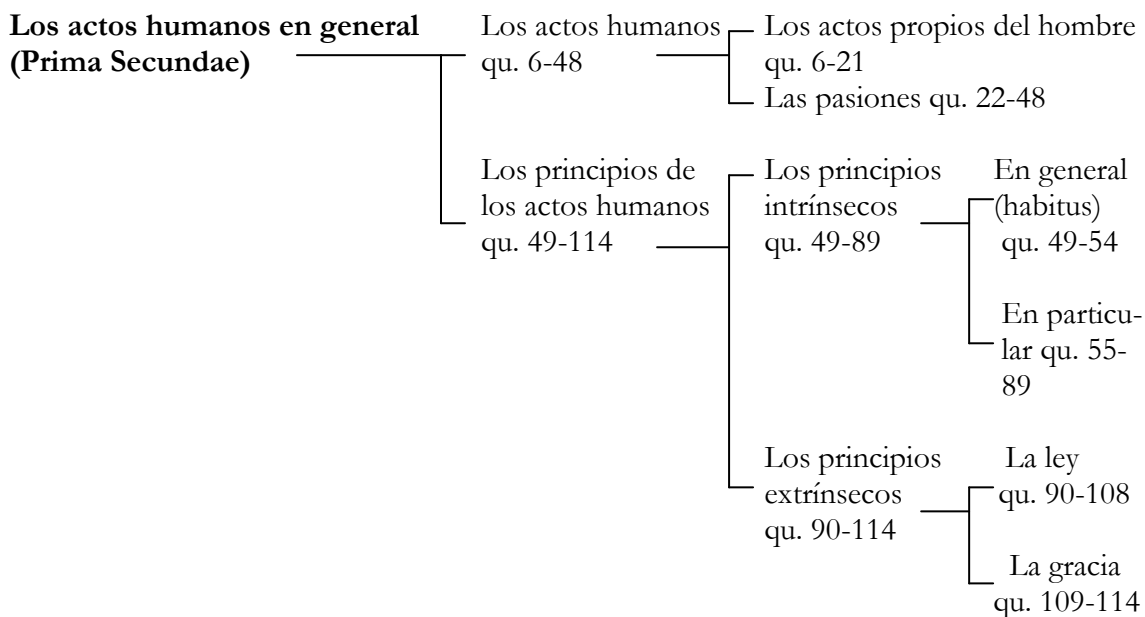 Los actos humanos en general
(Prima Secundae)
Los actos humanos
qu. 6-48
Los actos propios del hombre
qu. 6-21
Las pasiones qu. 22-48
Los principios de
los actos humanos
qu. 49-114
Los principios
intrínsecos
qu. 49-89
En general
(habitus)
qu. 49-54
En particu-
lar qu. 55-
89
Los principios
extrínsecos
qu. 90-114
La ley
qu. 90-108
La gracia
qu. 109-114